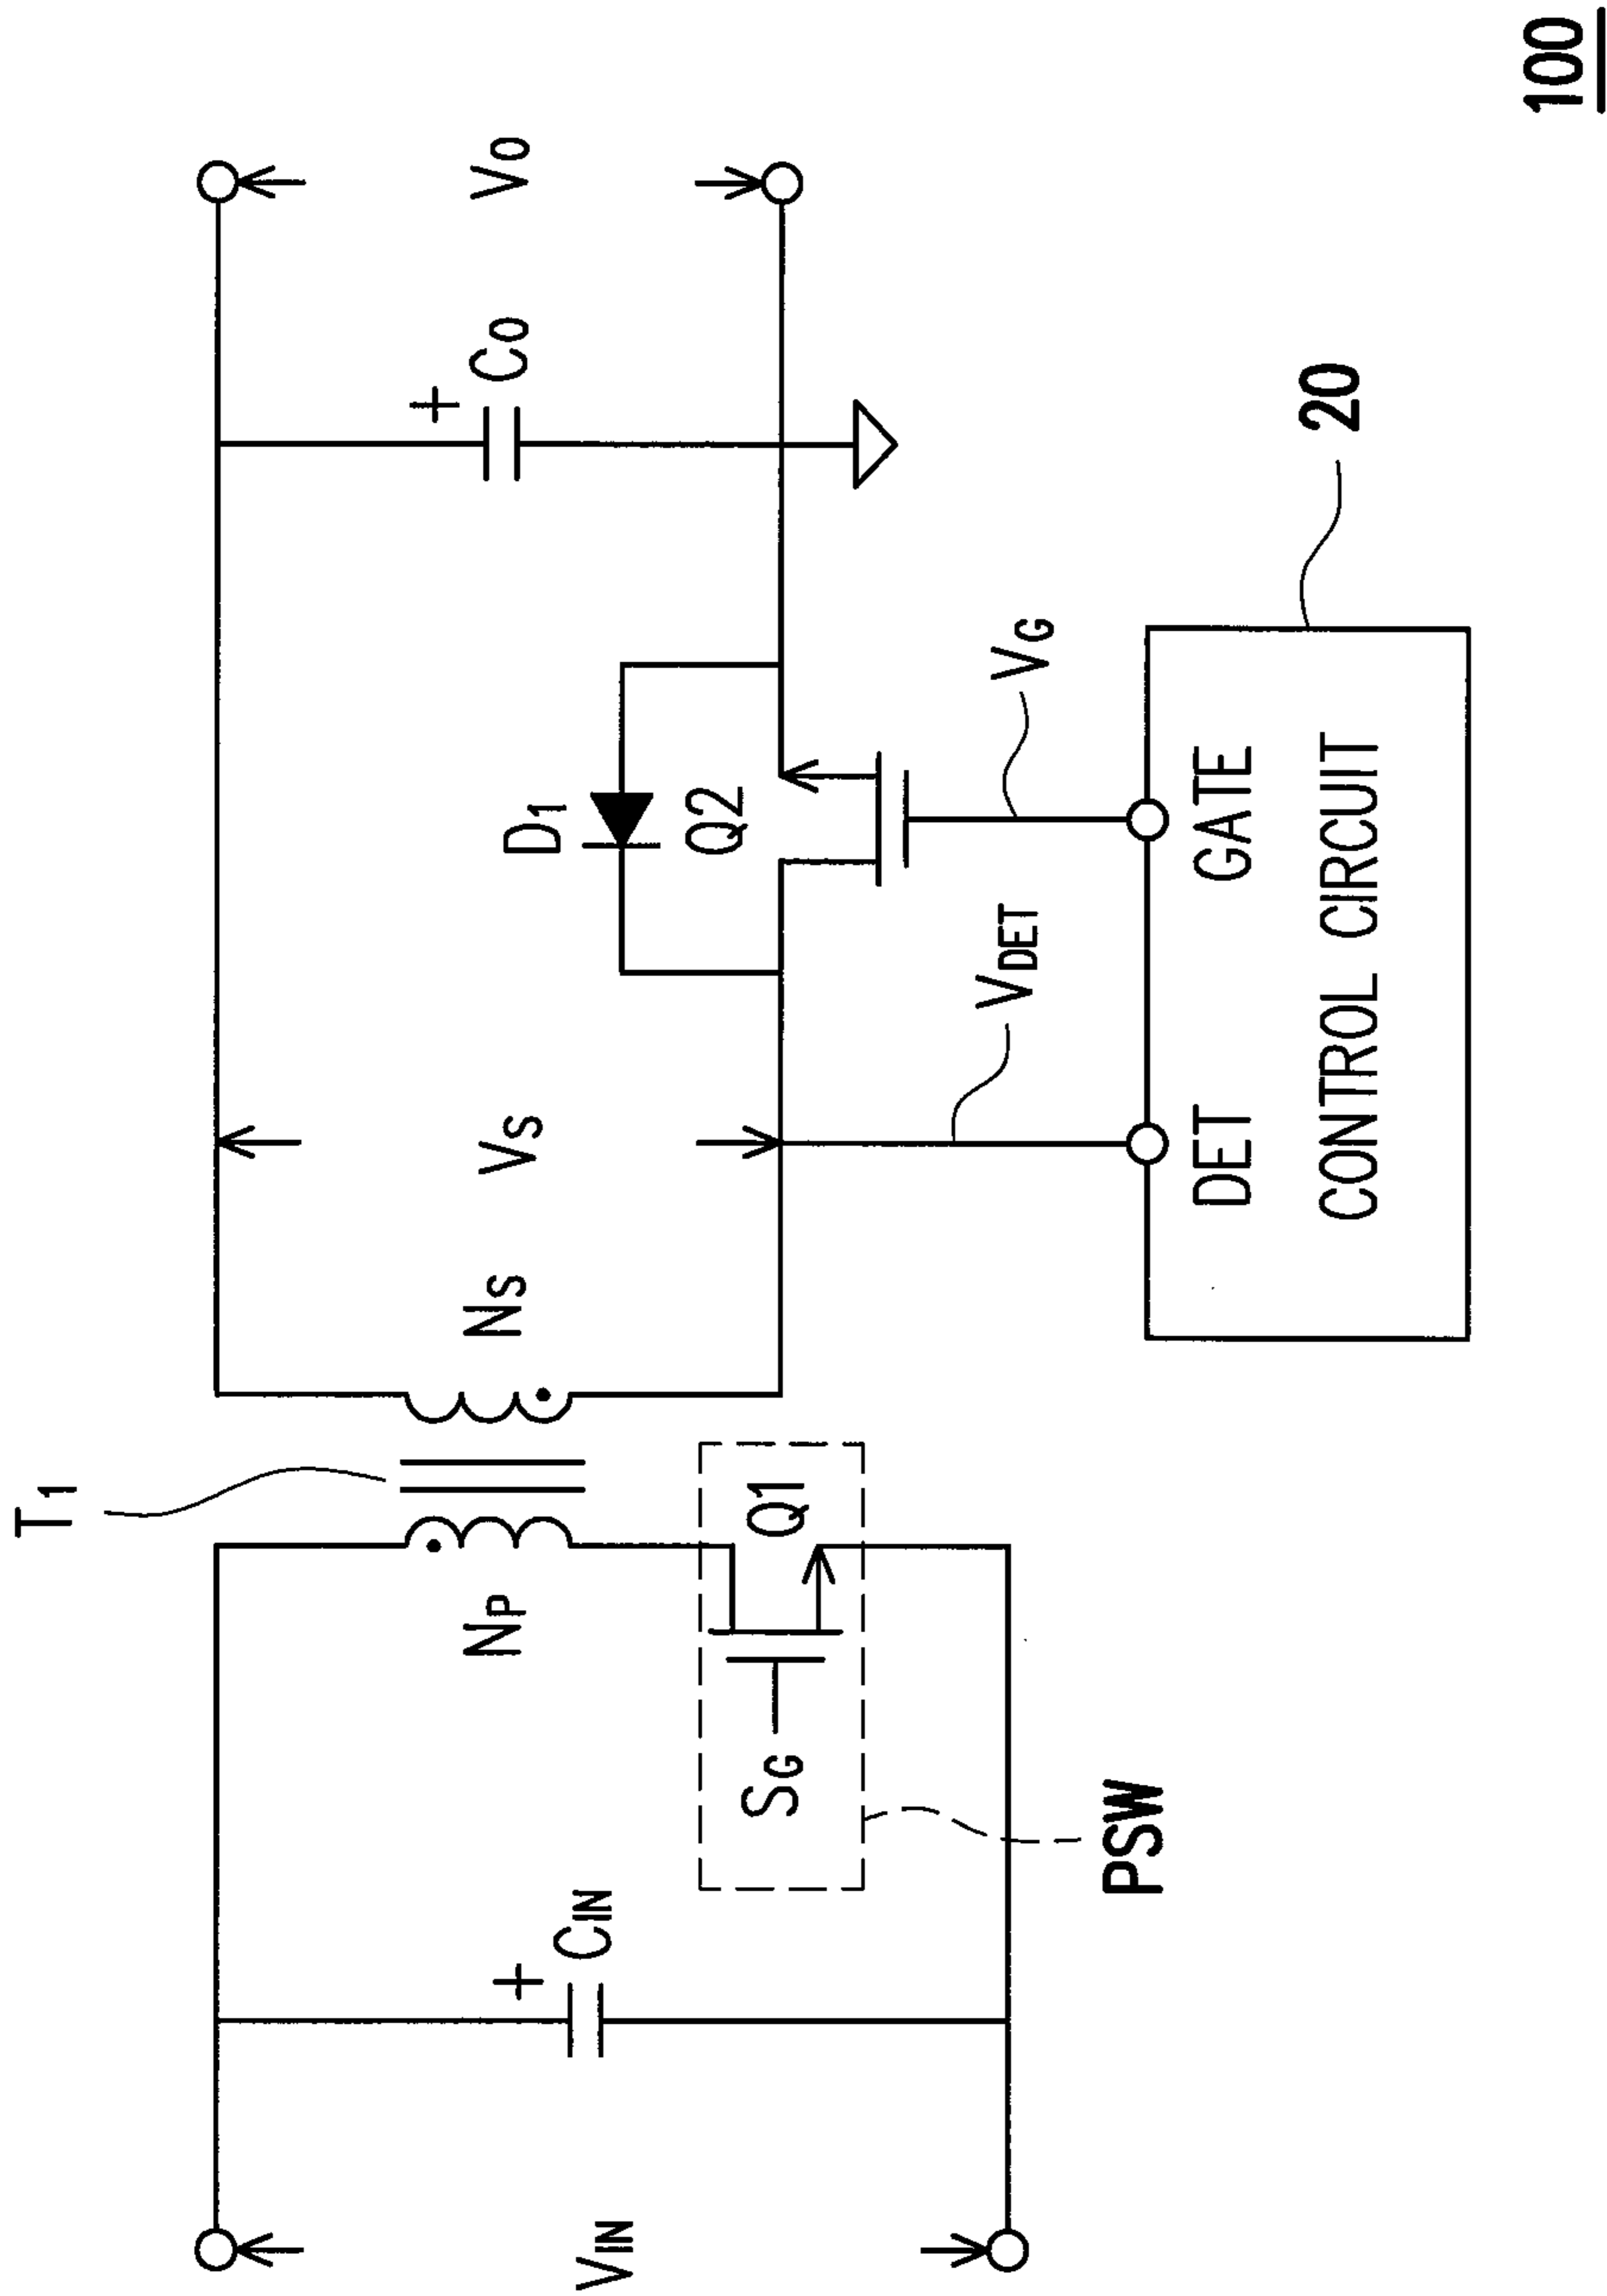 T1
NP
NS
VS
VO
+
CO
D1
Q2
+
CIN
VIN
SG
Q1
PSW
VDET
VG
DET
GATE
CONTROL CIRCUIT
20
100